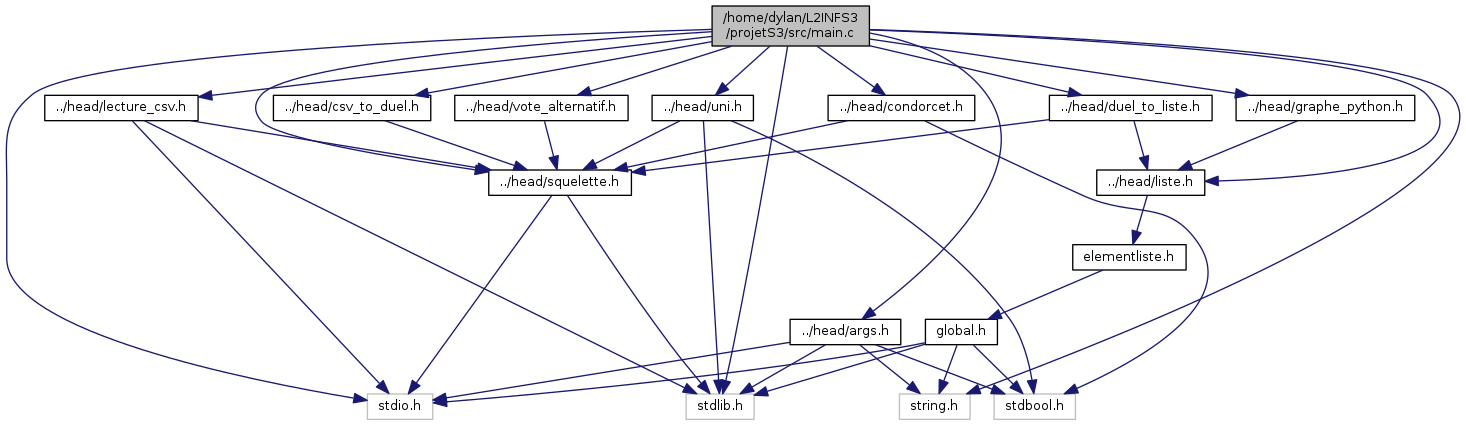 /home/dylan/L2INFS3
/projetS3/src/main.c
../head/lecture_csv.h
../head/csv_to_duel.h
../head/vote_alternatif.h
../head/uni.h
../head/condorcet.h
../head/duel_to_liste.h
../head/graphe_python.h
../head/squelette.h
../head/liste.h
elementliste.h
../head/args.h
global.h
stdio.h
stdlib.h
string.h
stdbool.h